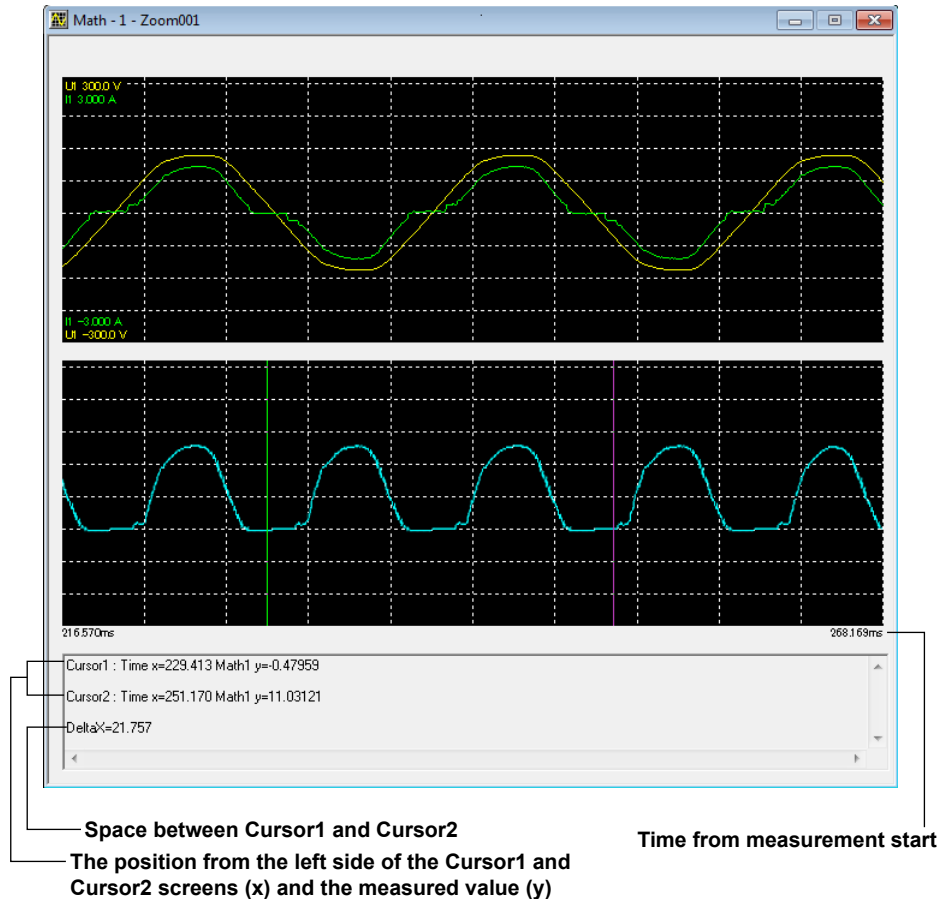 Math - 1 - Zoom001
U1 300.0 V
I1 3.000 A
I1 -3.000 A
U1 -300.0 V
216.570ms
268.169ms
Cursor1 : Time x=229.413 Math1 y=-0.47959
Cursor2 : Time x=251.170 Math1 y=11.03121
DeltaX=21.757
Space between Cursor1 and Cursor2
Time from measurement start
The position from the left side of the Cursor1 and
Cursor2 screens (x) and the measured value (y)